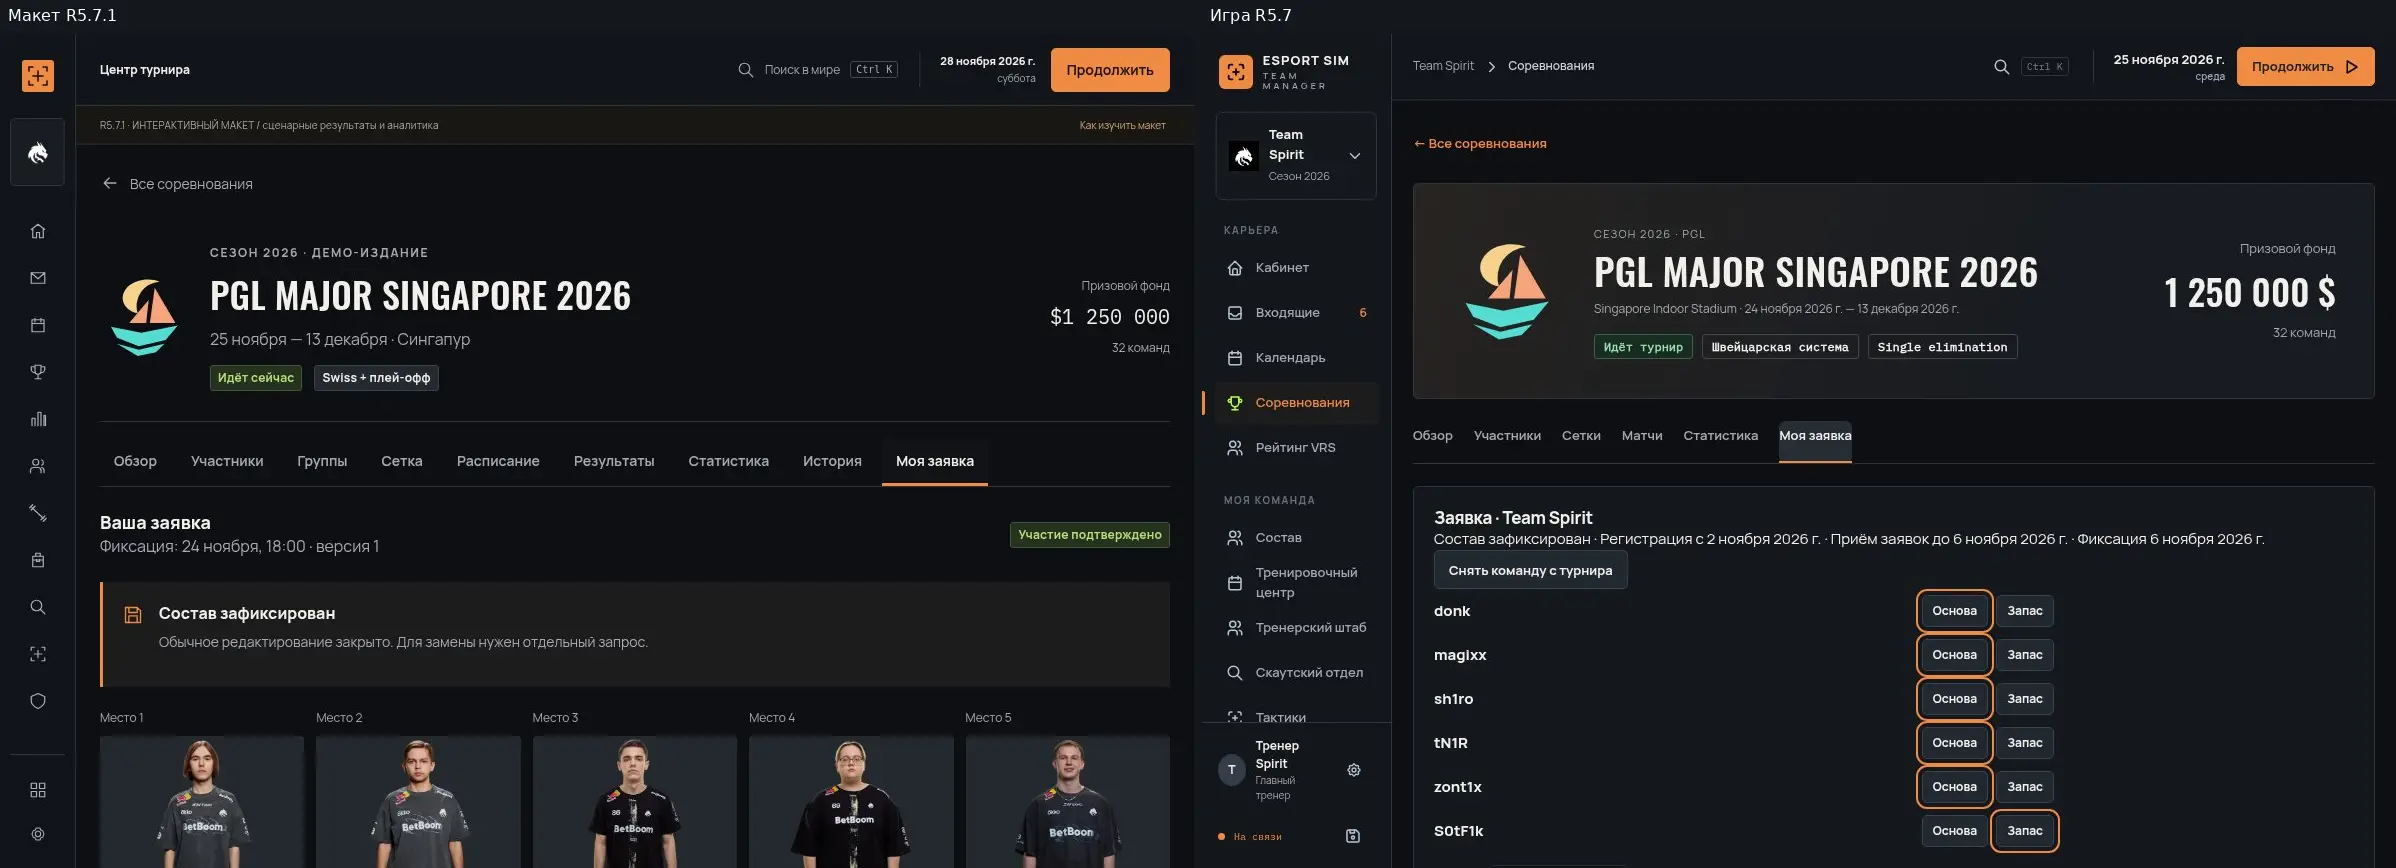 Макет R5.7.1
Центр турнира
Поиск в мире
Ctrl K
28 ноября 2026 г.
суббота
Продолжить
R5.7.1 · ИНТЕРАКТИВНЫЙ МАКЕТ / сценарные результаты и аналитика
Как изучить макет
← Все соревнования
СЕЗОН 2026 · ДЕМО-ИЗДАНИЕ
PGL MAJOR SINGAPORE 2026
25 ноября — 13 декабря · Сингапур
Идёт сейчас
Swiss + плей-офф
Призовой фонд
$1 250 000
32 команд
Обзор
Участники
Группы
Сетка
Расписание
Результаты
Статистика
История
Моя заявка
Ваша заявка
Фиксация: 24 ноября, 18:00 · версия 1
Участие подтверждено
Состав зафиксирован
Обычное редактирование закрыто. Для замены нужен отдельный запрос.
Место 1
Место 2
Место 3
Место 4
Место 5
BetBoom
BetBoom
BetBoom
BetBoom
BetBoom
Игра R5.7
ESPORT SIM
TEAM
MANAGER
Team
Spirit
Сезон 2026
КАРЬЕРА
Кабинет
Входящие
6
Календарь
Соревнования
Рейтинг VRS
МОЯ КОМАНДА
Состав
Тренировочный
центр
Тренерский штаб
Скаутский отдел
Тактики
T
Тренер
Spirit
Главный
тренер
На связи
Team Spirit > Соревнования
Ctrl K
25 ноября 2026 г.
среда
Продолжить
← Все соревнования
СЕЗОН 2026 · PGL
PGL MAJOR SINGAPORE 2026
Singapore Indoor Stadium · 24 ноября 2026 г. — 13 декабря 2026 г.
Идёт турнир
Швейцарская система
Single elimination
Призовой фонд
1 250 000 $
32 команд
Обзор
Участники
Сетки
Матчи
Статистика
Моя заявка
Заявка · Team Spirit
Состав зафиксирован · Регистрация с 2 ноября 2026 г. · Приём заявок до 6 ноября 2026 г. · Фиксация 6 ноября 2026 г.
Снять команду с турнира
donk
Основа
Запас
magixx
Основа
Запас
sh1ro
Основа
Запас
tN1R
Основа
Запас
zont1x
Основа
Запас
S0tF1k
Основа
Запас